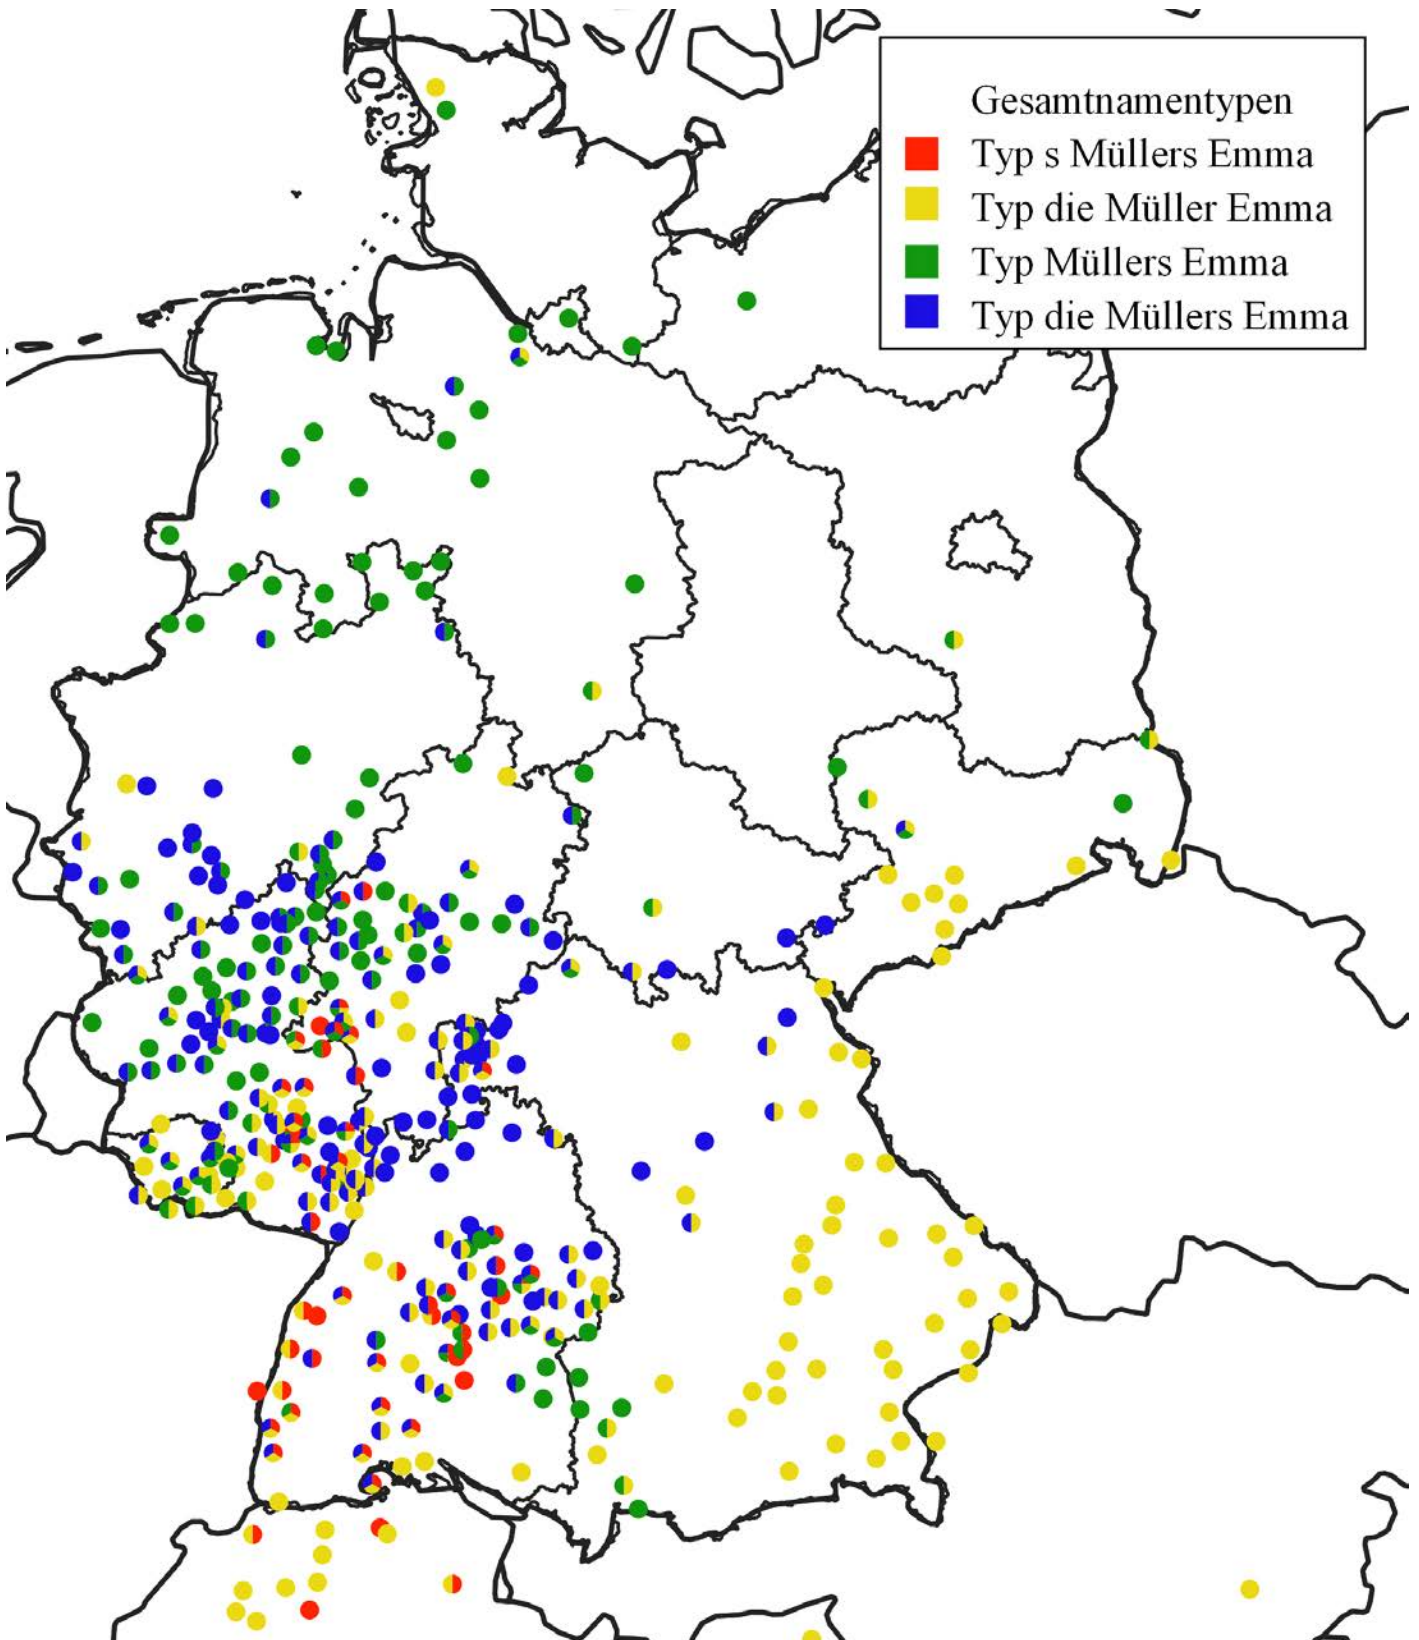 Gesamtnamentypen
Typ s Müllers Emma
Typ die Müller Emma
Typ Müllers Emma
Typ die Müllers Emma